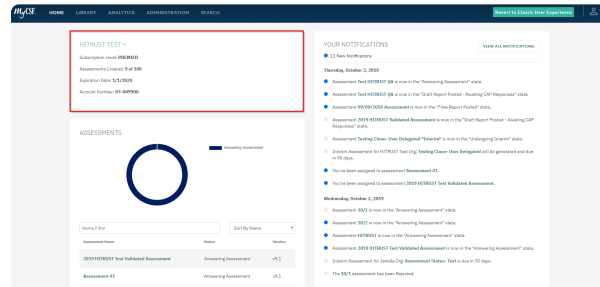 MyCSF
HOME LIBRARY ANALYTICS ADMINISTRATION SEARCH
Revert to Classic User Experience
HITRUST TEST
Subscription Level: PREMIER
Assessments Created: 9 of 100
Expiration Date: 1/1/2020
Account Number: HT-009900
ASSESSMENTS
Answering Assessment
Name Filter
Sort By Name
Assessment Name Status Version
2019 HITRUST Test Validated Assessment Answering Assessment v9.1
Assessment #1 Answering Assessment v9.1
YOUR NOTIFICATIONS
VIEW ALL NOTIFICATIONS
11 New Notifications
Thursday, October 3, 2019
Assessment Test HITRUST QA is now in the "Answering Assessment" state.
Assessment Test HITRUST QA is now in the "Draft Report Posted - Awaiting CAP Responses" state.
Assessment 09/09/2018 Assessment is now in the "Final Report Posted" state.
Assessment 2019 HITRUST Validated Assessment is now in the "Draft Report Posted - Awaiting CAP
Responses" state.
Assessment Testing Clone- User Delegated "Interim" is now in the "Undergoing Interim" state.
Interim Assessment for HITRUST Test Org: Testing Clone- User Delegated will be generated and due
in 90 days.
You've been assigned to assessment Assessment #1.
You've been assigned to assessment 2019 HITRUST Test Validated Assessment.
Wednesday, October 2, 2019
Assessment 10/1 is now in the "Answering Assessment" state.
Assessment 10/2 is now in the "Answering Assessment" state.
Assessment HITRUST is now in the "Answering Assessment" state.
Assessment 2019 HITRUST Test Validated Assessment is now in the "Answering Assessment" state.
Interim Assessment for Isinella Org: Assessment Status- Test is due in 30 days.
The 10/1 assessment has been Rejected.